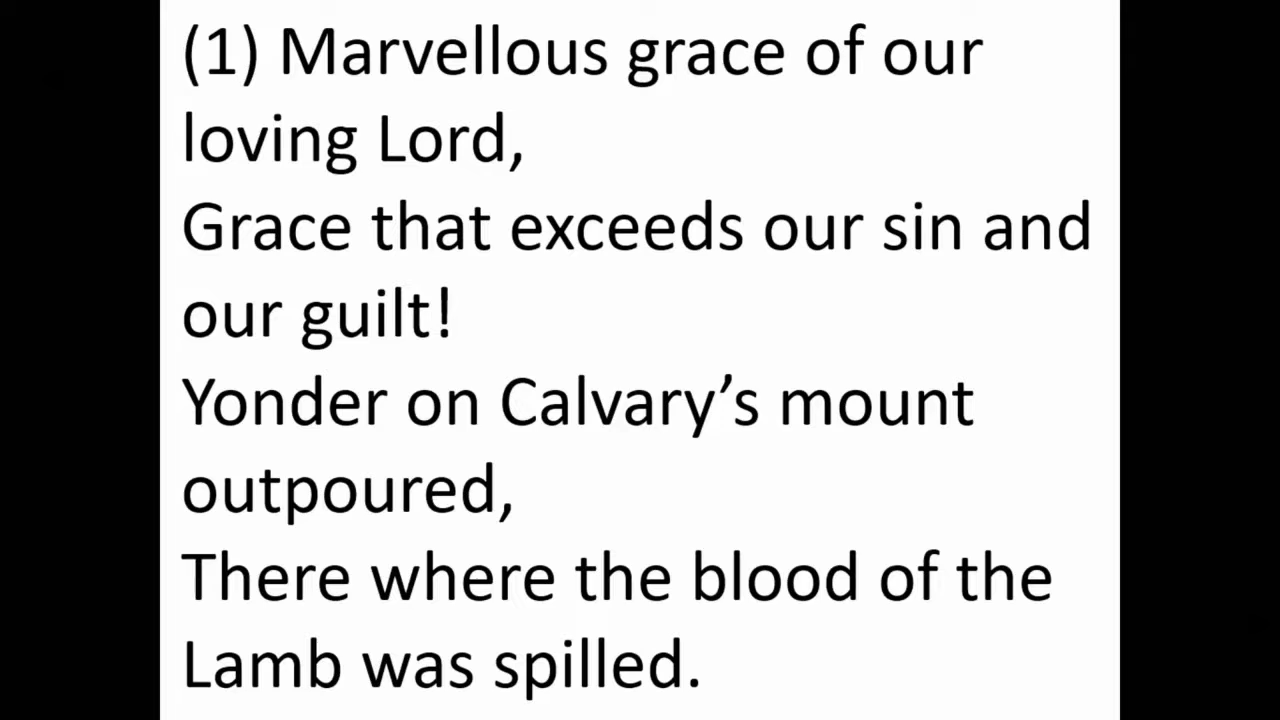 (1) Marvellous grace of our
loving Lord,
Grace that exceeds our sin and
our guilt!
Yonder on Calvary’s mount
outpoured,
There where the blood of the
Lamb was spilled.